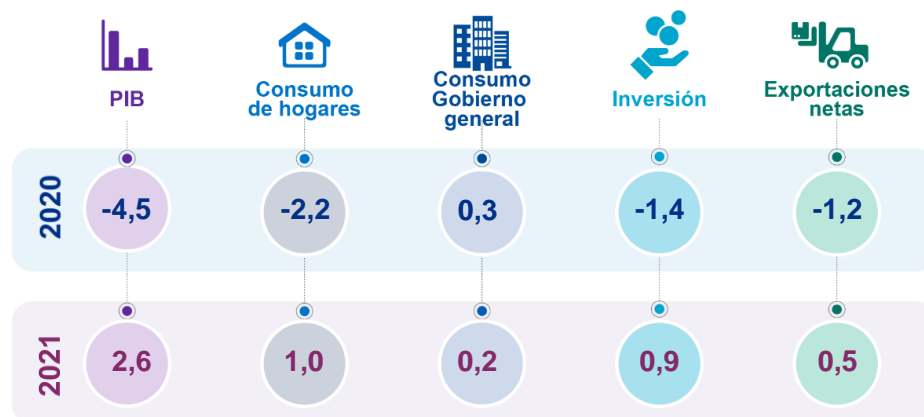 PIB
Consumo
de hogares
Consumo
Gobierno
general
Inversión
Exportaciones
netas
2020
-4,5
-2,2
0,3
-1,4
-1,2
2021
2,6
1,0
0,2
0,9
0,5